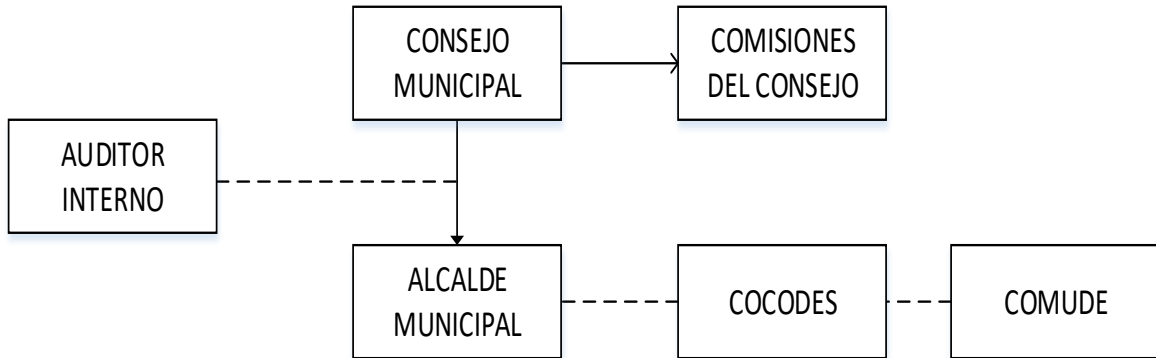 CONSEJO
MUNICIPAL
COMISIONES
DEL CONSEJO
AUDITOR
INTERNO
ALCALDE
MUNICIPAL
COCODES
COMUDE